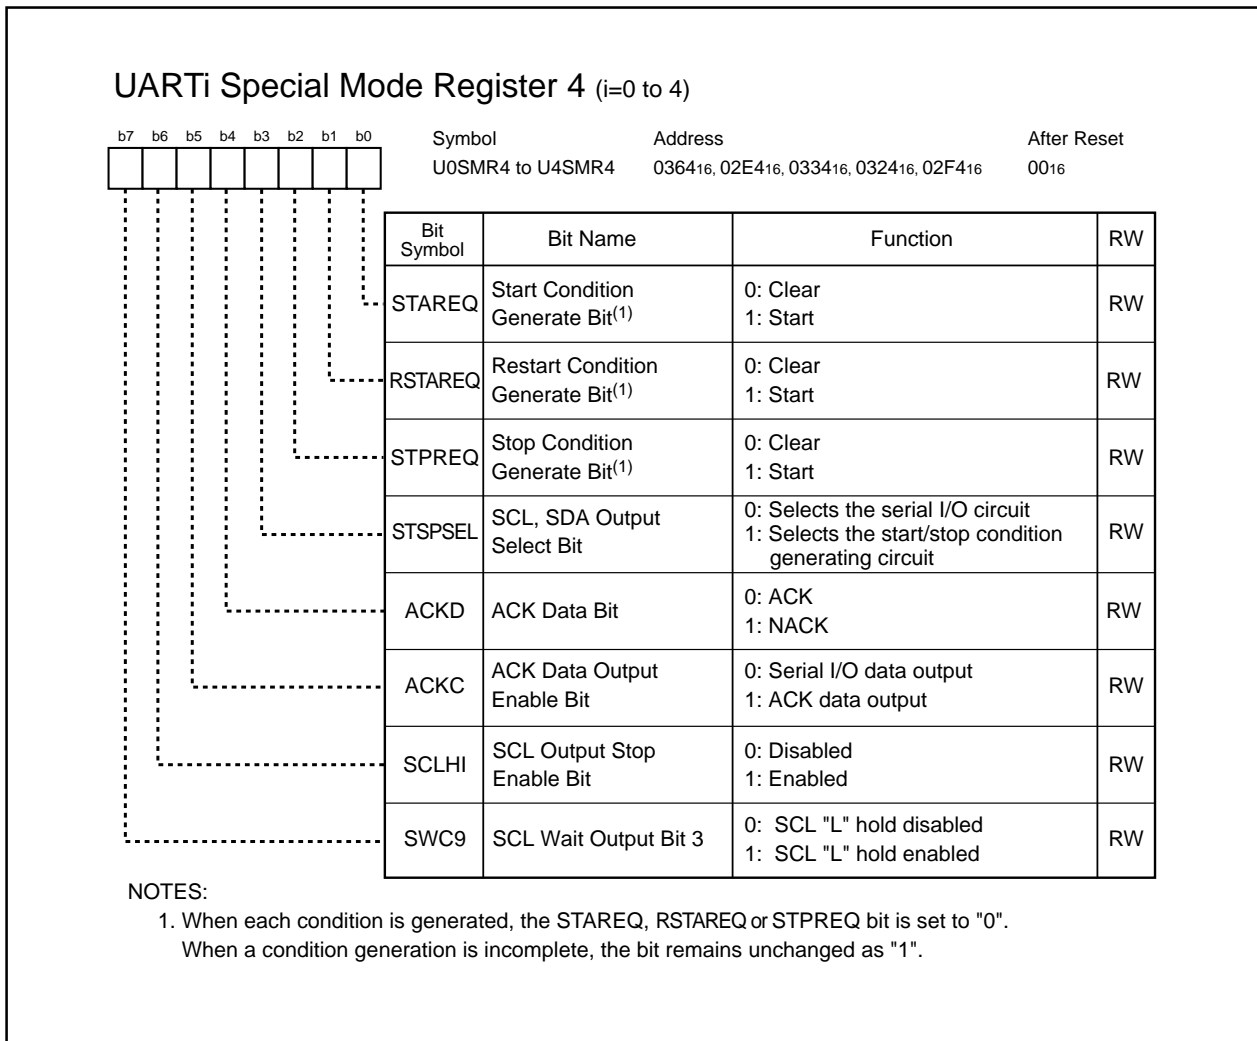 UARTi Special Mode Register 4 (i=0 to 4)
b7 b6 b5 b4 b3 b2 b1 b0
Symbol Address After Reset
U0SMR4 to U4SMR4 036416, 02E416, 033416, 032416, 02F416 0016
Bit Symbol Bit Name Function RW
STAREQ Start Condition Generate Bit(1) 0: Clear 1: Start RW
RSTAREQ Restart Condition Generate Bit(1) 0: Clear 1: Start RW
STPREQ Stop Condition Generate Bit(1) 0: Clear 1: Start RW
STSPSEL SCL, SDA Output Select Bit 0: Selects the serial I/O circuit 1: Selects the start/stop condition generating circuit RW
ACKD ACK Data Bit 0: ACK 1: NACK RW
ACKC ACK Data Output Enable Bit 0: Serial I/O data output 1: ACK data output RW
SCLHI SCL Output Stop Enable Bit 0: Disabled 1: Enabled RW
SWC9 SCL Wait Output Bit 3 0: SCL "L" hold disabled 1: SCL "L" hold enabled RW
NOTES:
1. When each condition is generated, the STAREQ, RSTAREQ or STPREQ bit is set to "0".
When a condition generation is incomplete, the bit remains unchanged as "1".